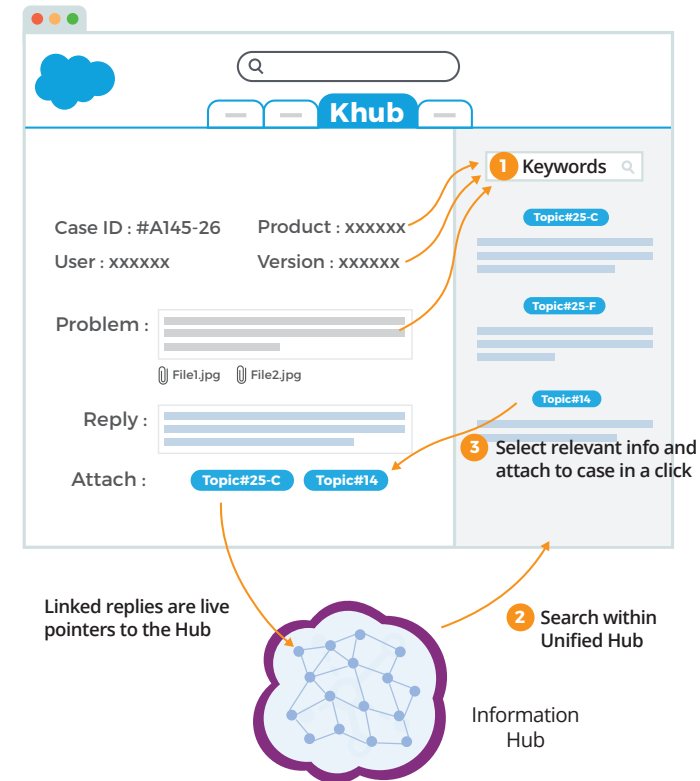 Khub
1 Keywords
Case ID : #A145-26
Product : xxxxxx
User : xxxxxx
Version : xxxxxx
Problem :
File1.jpg
File2.jpg
Reply :
Attach :
Topic#25-C
Topic#14
Topic#25-C
Topic#25-F
Topic#14
3 Select relevant info and
attach to case in a click
Linked replies are live
pointers to the Hub
2 Search within
Unified Hub
Information
Hub